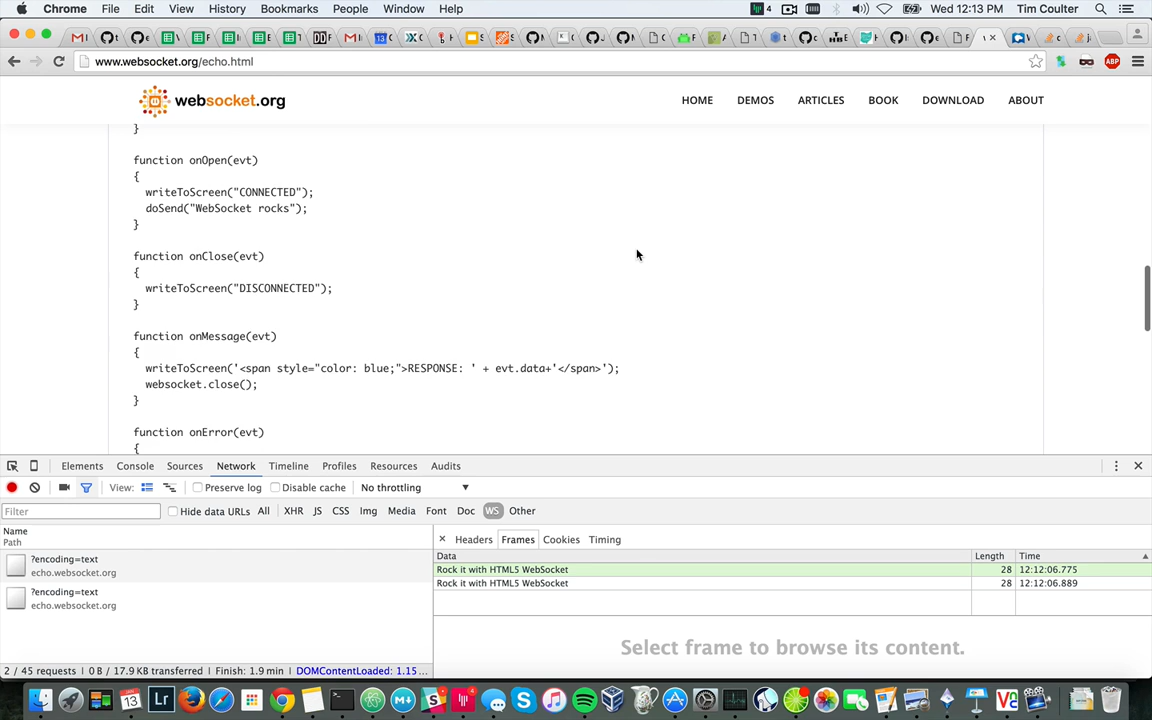 Chrome File Edit View History Bookmarks People Window Help 4 Wed 12:13 PM Tim Coulter
www.websocket.org/echo.html ABP
websocket.org HOME DEMOS ARTICLES BOOK DOWNLOAD ABOUT
}
function onOpen(evt)
{
writeToScreen("CONNECTED");
doSend("WebSocket rocks");
}
function onClose(evt)
{
writeToScreen("DISCONNECTED");
}
function onMessage(evt)
{
writeToScreen('<span style="color: blue;">RESPONSE: ' + evt.data+'</span>');
websocket.close();
}
function onError(evt)
{
Elements Console Sources Network Timeline Profiles Resources Audits
View: Preserve log Disable cache No throttling
Filter Hide data URLs All XHR JS CSS Img Media Font Doc WS Other
Name
Path
Headers Frames Cookies Timing
Data Length Time
?encoding=text
echo.websocket.org
?encoding=text
echo.websocket.org
Rock it with HTML5 WebSocket 28 12:12:06.775
Rock it with HTML5 WebSocket 28 12:12:06.889
Select frame to browse its content.
2 / 45 requests | 0 B / 17.9 KB transferred | Finish: 1.9 min | DOMContentLoaded: 1.15 ...